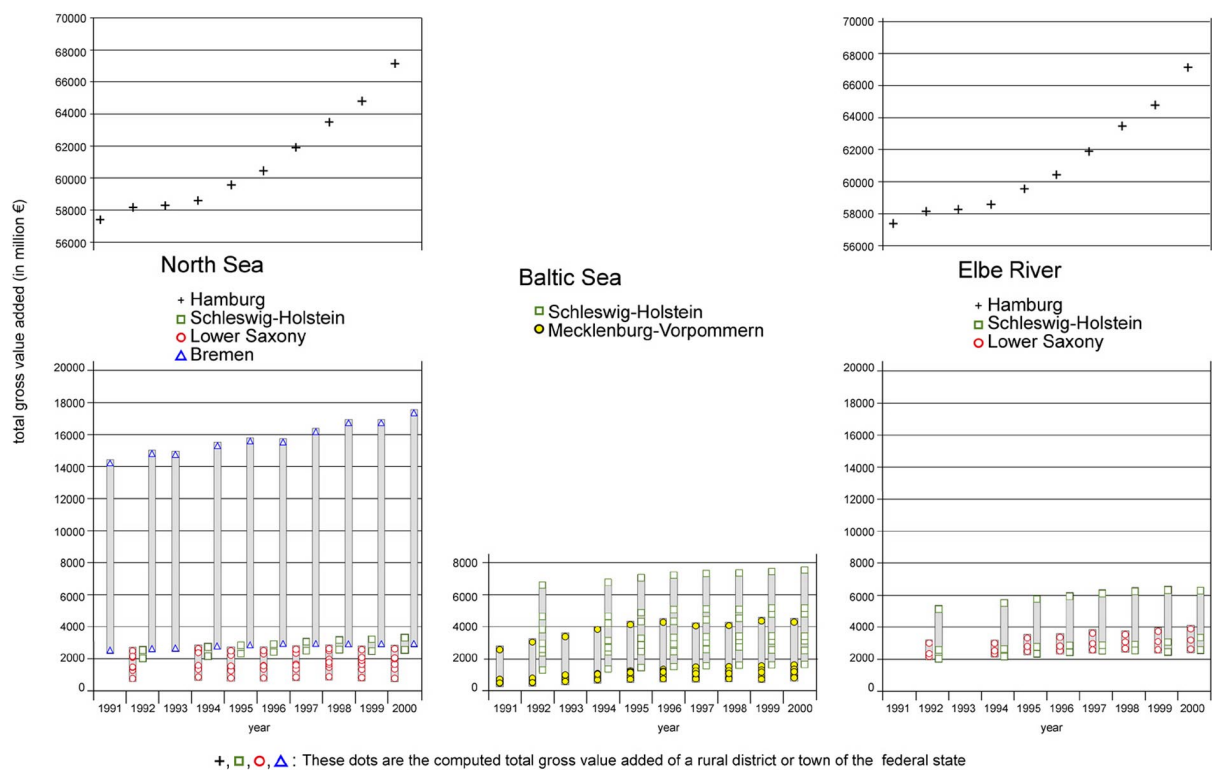 total gross value added (in million €)
70000
68000
66000
64000
62000
60000
58000
56000
North Sea
+ Hamburg
Schleswig-Holstein
Lower Saxony
Bremen
20000
18000
16000
14000
12000
10000
8000
6000
4000
2000
0
1991 1992 1993 1994 1995 1996 1997 1998 1999 2000
year
Baltic Sea
Schleswig-Holstein
Mecklenburg-Vorpommern
8000
6000
4000
2000
0
1991 1992 1993 1994 1995 1996 1997 1998 1999 2000
year
70000
68000
66000
64000
62000
60000
58000
56000
Elbe River
+ Hamburg
Schleswig-Holstein
Lower Saxony
20000
18000
16000
14000
12000
10000
8000
6000
4000
2000
0
1991 1992 1993 1994 1995 1996 1997 1998 1999 2000
year
+, □, ○, △ : These dots are the computed total gross value added of a rural district or town of the federal state